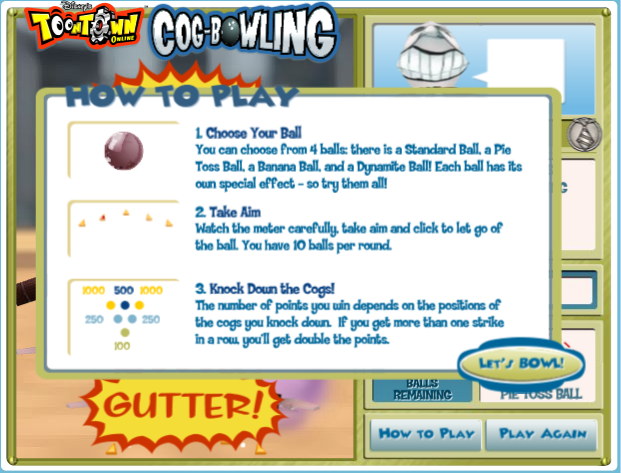 Disney's
TOONTOWN
ONLINE
COG-BOWLING
HOW TO PLAY
1. Choose Your Ball
You can choose from 4 balls: there is a Standard Ball, a Pie
Toss Ball, a Banana Ball, and a Dynamite Ball! Each ball has its
own special effect - so try them all!
2. Take Aim
Watch the meter carefully, take aim and click to let go of
the ball. You have 10 balls per round.
1000 500 1000
250 250
100
3. Knock Down the Cogs!
The number of points you win depends on the positions of
the cogs you knock down. If you get more than one strike
in a row, you'll get double the points.
LET'S BOWL!
GUTTER!
BALLS
REMAINING
PIE TOSS BALL
HOW TO PLAY
PLAY AGAIN